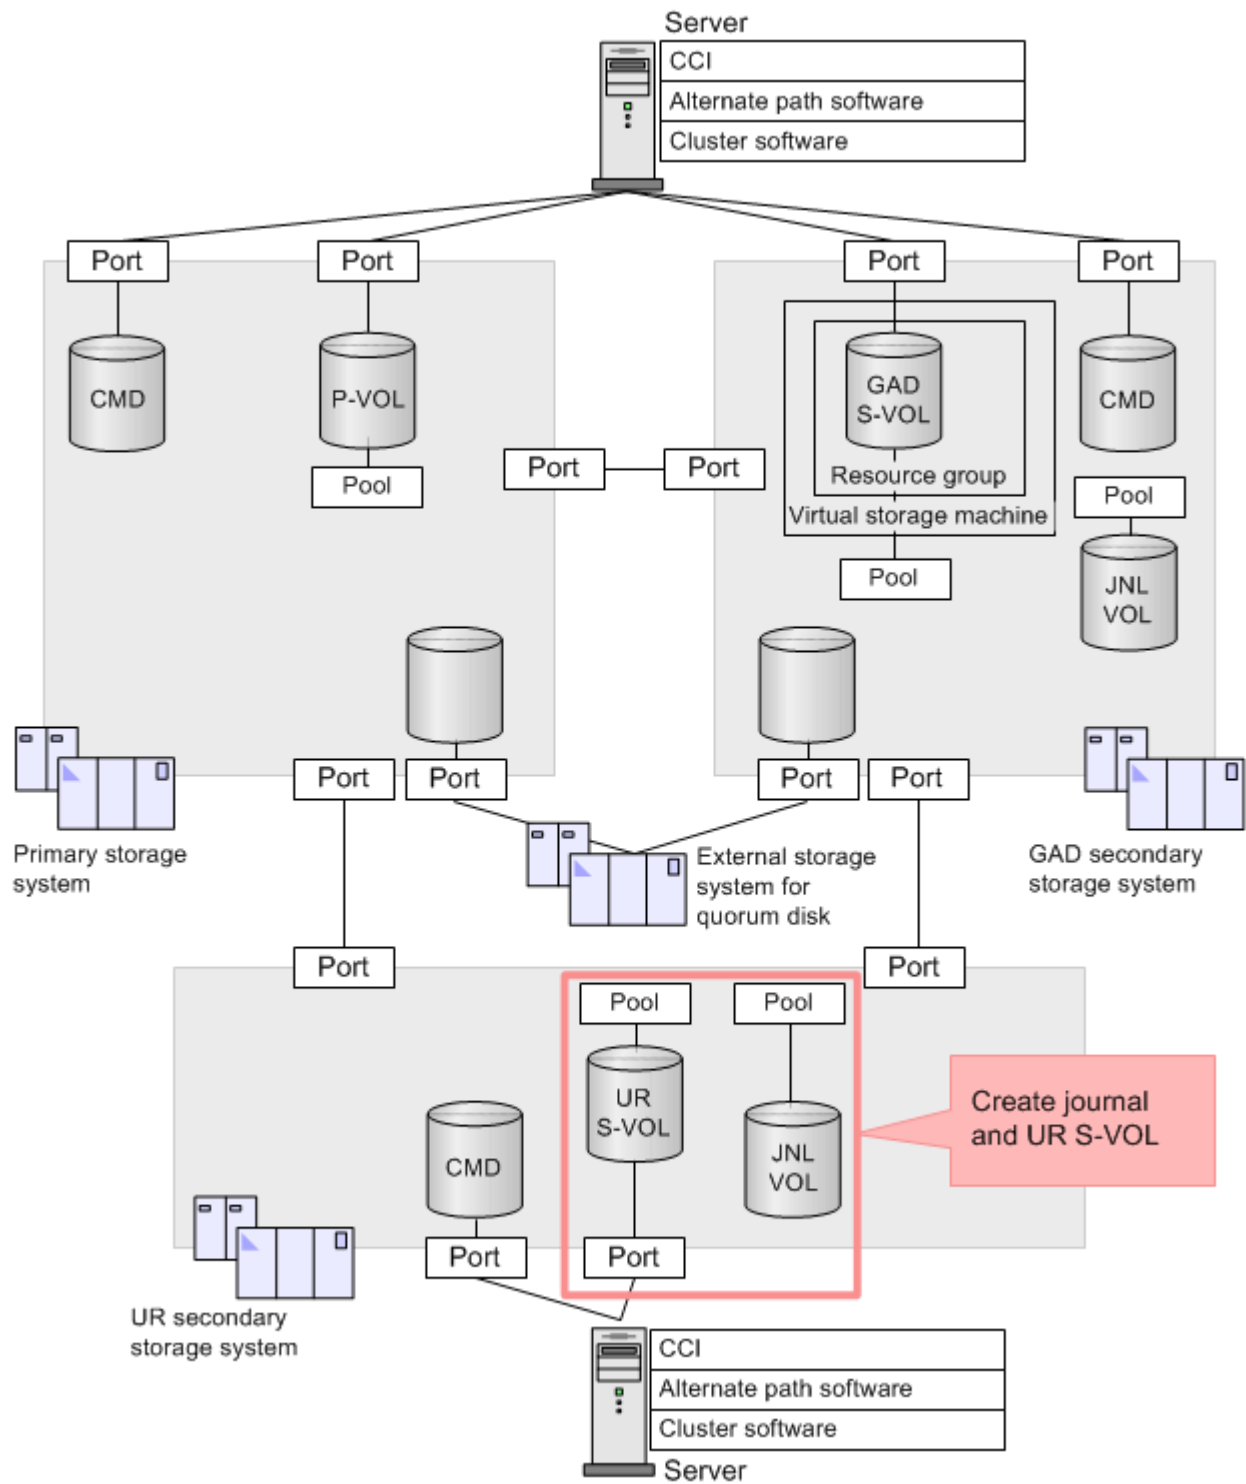 Server
CCI
Alternate path software
Cluster software
Port
Port
Port
Port
CMD
P-VOL
GAD
S-VOL
CMD
Port
Port
Pool
Resource group
Pool
Virtual storage machine
Pool
JNL
VOL
Port
Port
Port
Port
Primary storage
system
External storage
system for
quorum disk
GAD secondary
storage system
Port
Port
Pool
Pool
UR
S-VOL
Create journal
and UR S-VOL
CMD
JNL
VOL
Port
Port
UR secondary
storage system
CCI
Alternate path software
Cluster software
Server